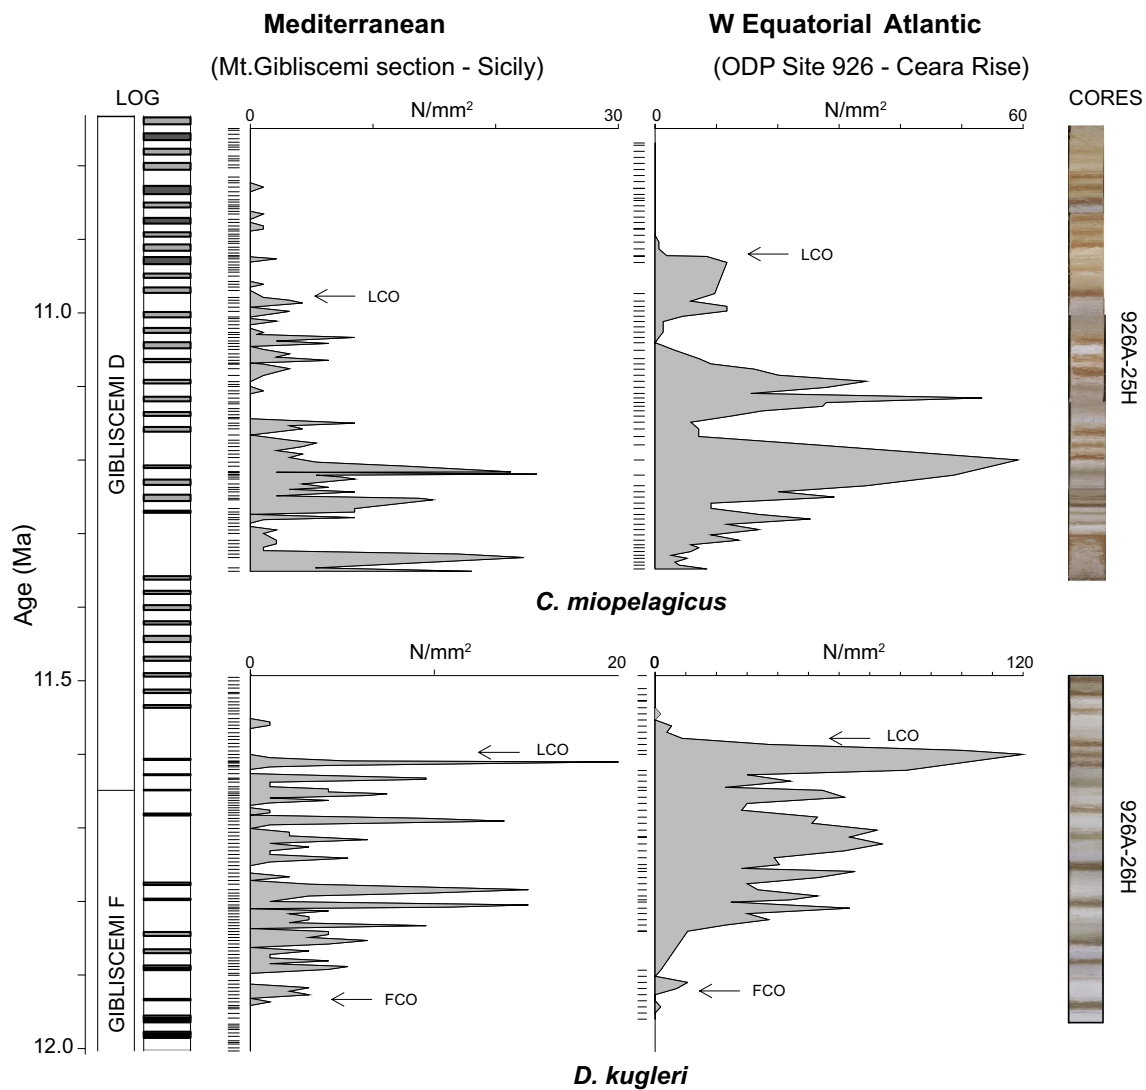 Mediterranean
W Equatorial Atlantic
(Mt.Gibliscemi section - Sicily)
(ODP Site 926 - Ceara Rise)
LOG
CORES
0 N/mm² 30
0 N/mm² 60
LCO
LCO
11.0
GIBLISCEMI D
926A-25H
Age (Ma)
C. miopelagicus
0 N/mm² 20
0 N/mm² 120
11.5
LCO
LCO
GIBLISCEMI F
926A-26H
FCO
FCO
12.0
D. kugleri